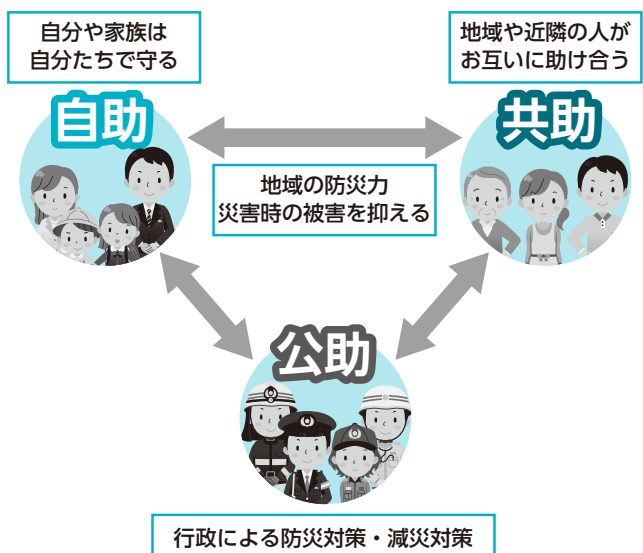 自分や家族は
自分たちで守る
地域や近隣の人が
お互いに助け合う
自助
共助
地域の防災力
災害時の被害を抑える
公助
行政による防災対策・減災対策